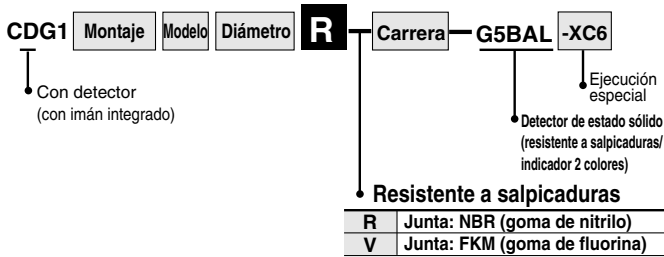 CDG1 Montaje Modelo Diámetro R Carrera G5BAL -XC6
Con detector
(con imán integrado)
Ejecución
especial
Detector de estado sólido
(resistente a salpicaduras/
indicador 2 colores)
Resistente a salpicaduras
R Junta: NBR (goma de nitrilo)
V Junta: FKM (goma de fluorina)